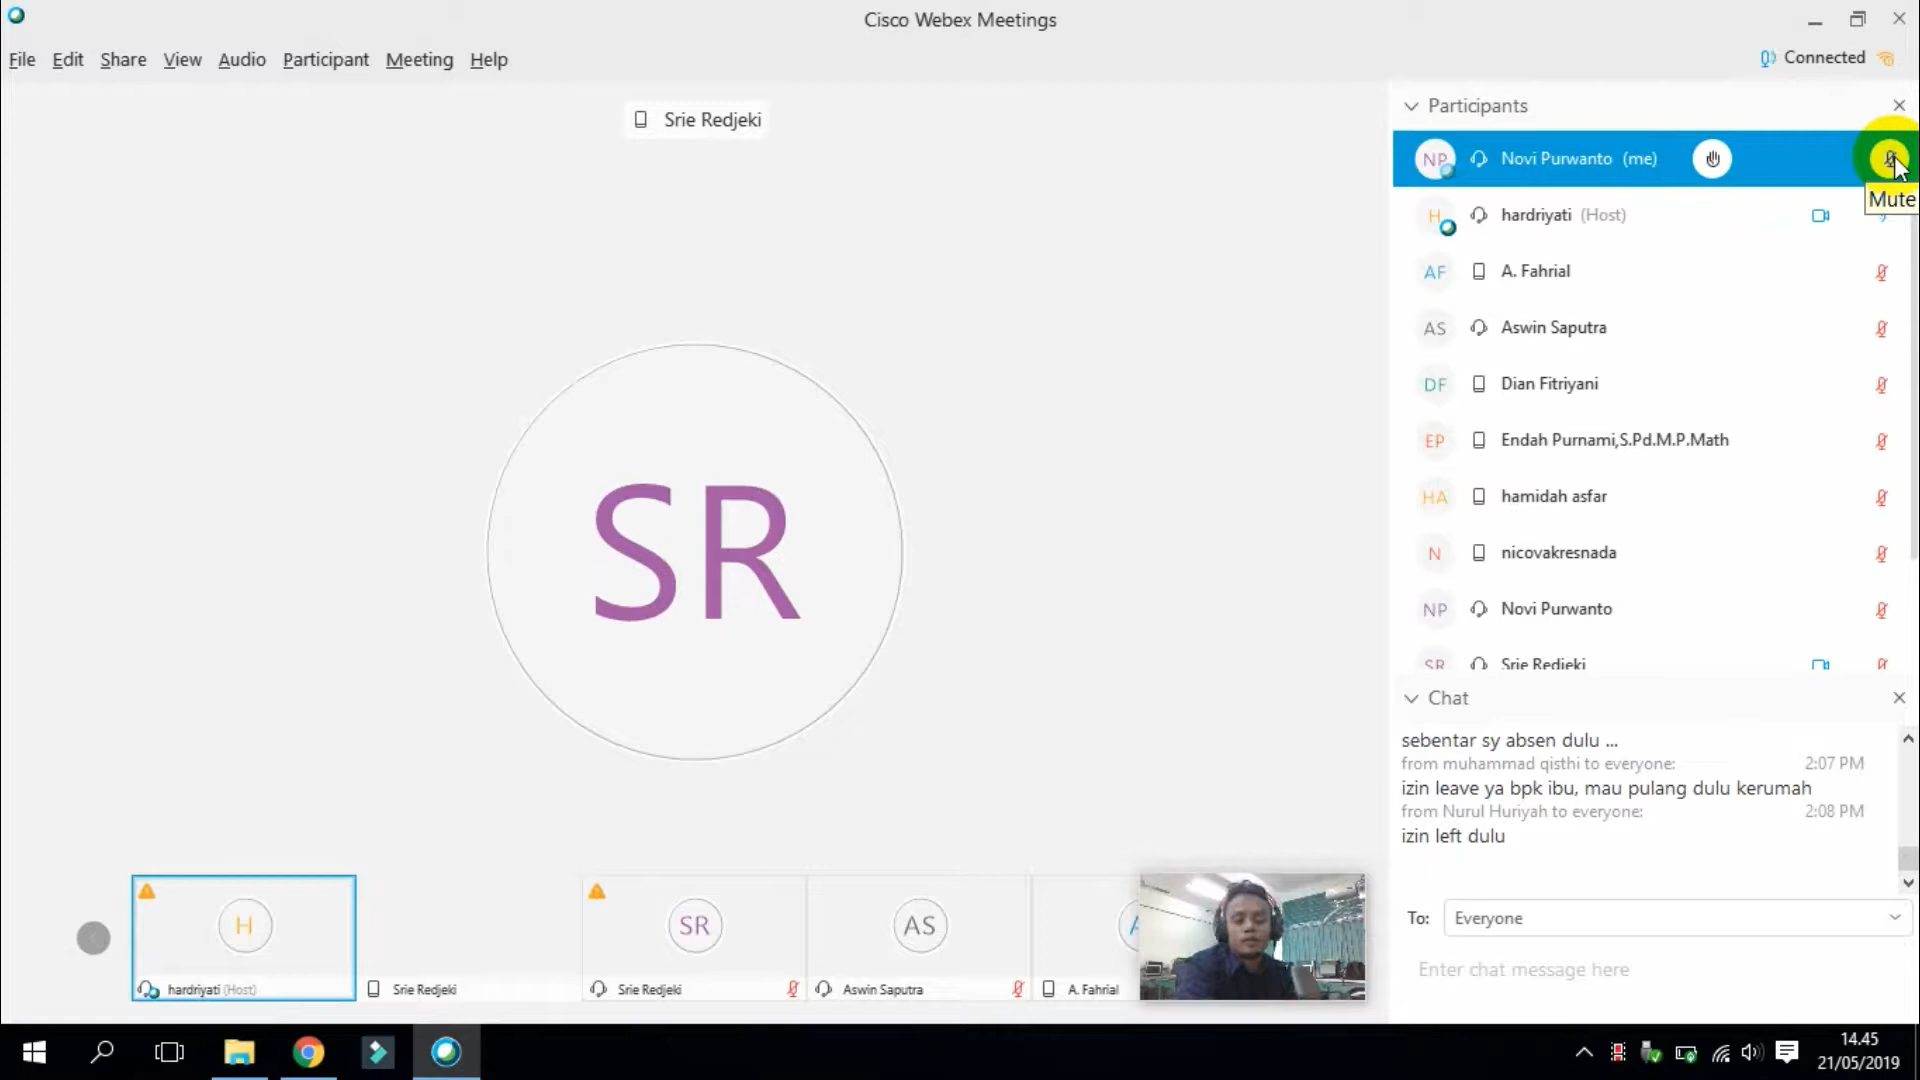 Cisco Webex Meetings
File Edit Share View Audio Participant Meeting Help
Connected
Srie Redjeki
SR
Participants
NP Novi Purwanto (me)
Mute
H hardriyati (Host)
AF A. Fahrial
AS Aswin Saputra
DF Dian Fitriyani
EP Endah Purnami,S.Pd.M.P.Math
HA hamidah asfar
N nicovakresnada
NP Novi Purwanto
SR Srie Redjeki
Chat
sebentar sy absen dulu ...
from muhammad qisthi to everyone: 2:07 PM
izin leave ya bpk ibu, mau pulang dulu kerumah
from Nurul Huriyah to everyone: 2:08 PM
izin left dulu
To: Everyone
Enter chat message here
H
hardriyati (Host)
Srie Redjeki
SR
Srie Redjeki
AS
Aswin Saputra
A. Fahrial
14.45
21/05/2019